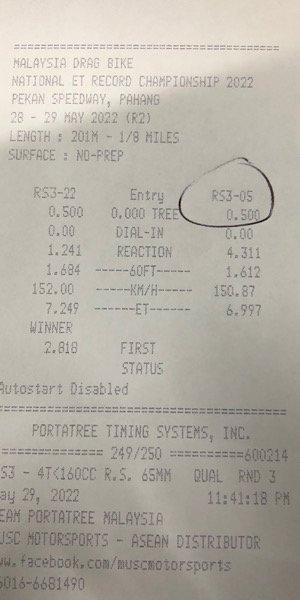 MALAYSIA DRAG BIKE
NATIONAL ET RECORD CHAMPIONSHIP 2022
PEKAN SPEEDWAY, PAHANG
28 - 29 MAY 2022 (R2)
LENGTH : 201M - 1/8 MILES
SURFACE : NO-PREP
RS3-22 Entry RS3-05
0.500 0.000 TREE 0.500
0.00 DIAL-IN 0.00
1.241 REACTION 4.311
1.684 -----60FT----- 1.612
152.00 -----KM/H----- 150.87
7.249 ------ET------ 6.997
WINNER
2.818 FIRST
STATUS
Autostart Disabled
PORTATREE TIMING SYSTEMS, INC.
============ 249/250 ===========600214
S3 - 4T<160CC R.S. 65MM QUAL RND 3
ay 29, 2022 11:41:18 PM
EAM PORTATREE MALAYSIA
USC MOTORSPORTS - ASEAN DISTRIBUTOR
ww.facebook.com/muscmotorsports
6016-6681490